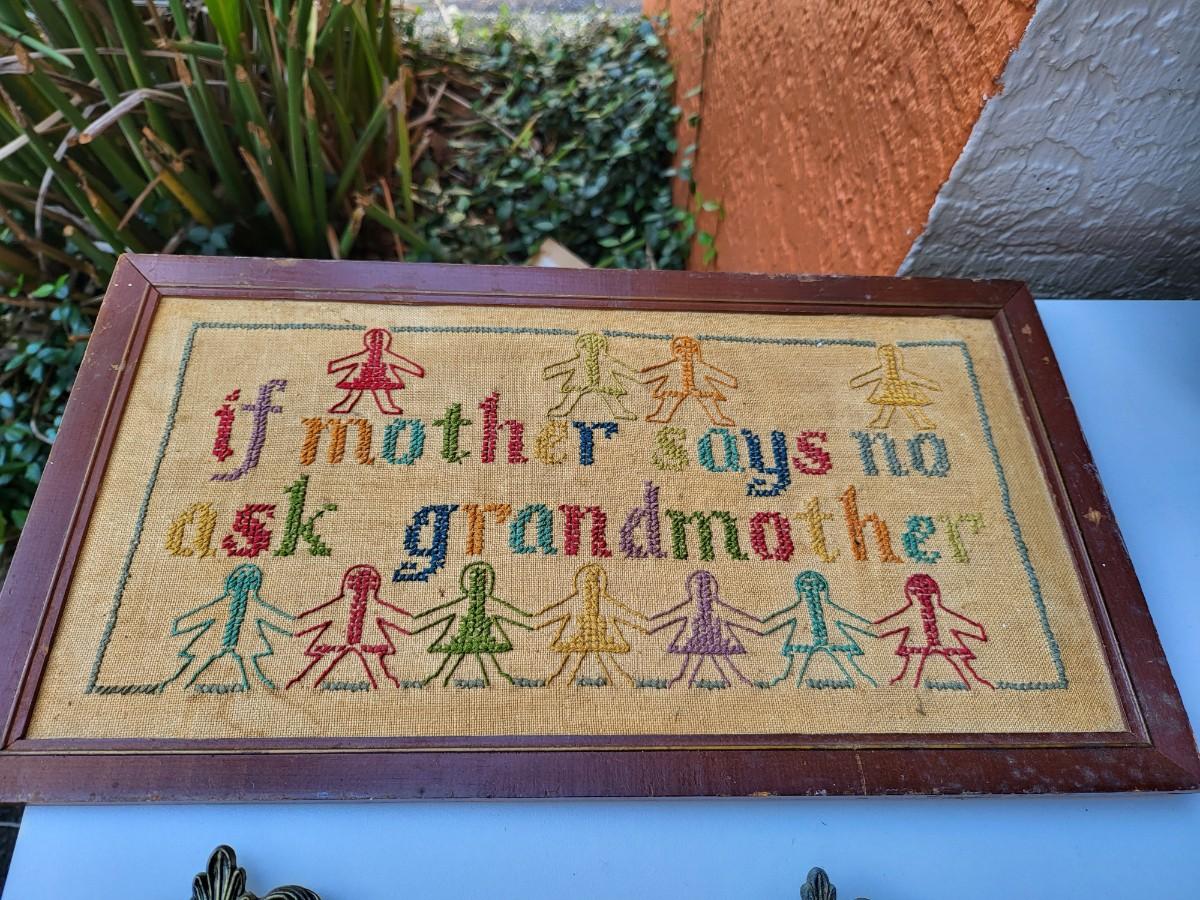 if mother says no
ask grandmother